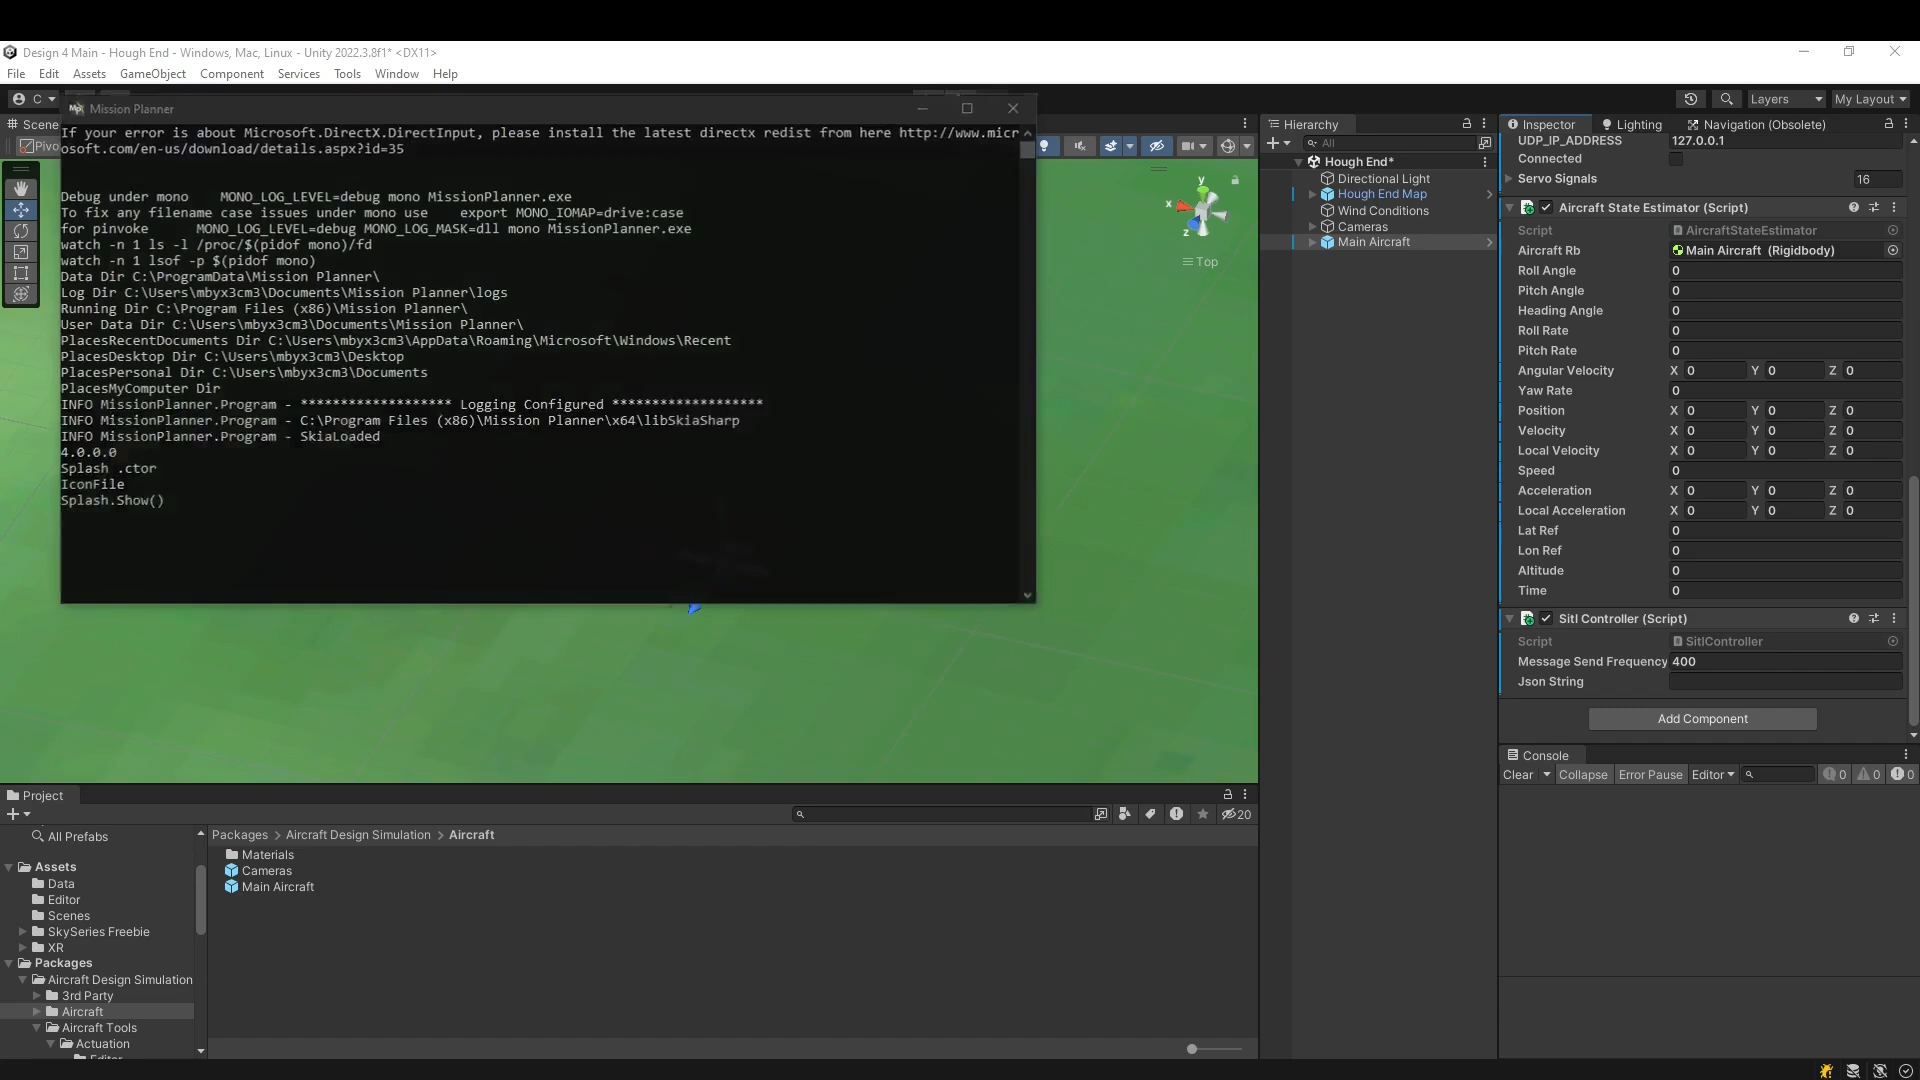 Design 4 Main - Hough End - Windows, Mac, Linux - Unity 2022.3.8f1* <DX11>
File Edit Assets GameObject Component Services Tools Window Help
C
Layers
My Layout
Mission Planner
If your error is about Microsoft.DirectX.DirectInput, please install the latest directx redist from here http://www.micr
osoft.com/en-us/download/details.aspx?id=35
Debug under mono MONO_LOG_LEVEL=debug mono MissionPlanner.exe
To fix any filename case issues under mono use export MONO_IOMAP=drive:case
for pinvoke MONO_LOG_LEVEL=debug MONO_LOG_MASK=dll mono MissionPlanner.exe
watch -n 1 ls -l /proc/$(pidof mono)/fd
watch -n 1 lsof -p $(pidof mono)
Data Dir C:\ProgramData\Mission Planner\
Log Dir C:\Users\mbyx3cm3\Documents\Mission Planner\logs
Running Dir C:\Program Files (x86)\Mission Planner\
User Data Dir C:\Users\mbyx3cm3\Documents\Mission Planner\
PlacesRecentDocuments Dir C:\Users\mbyx3cm3\AppData\Roaming\Microsoft\Windows\Recent
PlacesDesktop Dir C:\Users\mbyx3cm3\Desktop
PlacesPersonal Dir C:\Users\mbyx3cm3\Documents
PlacesMyComputer Dir
INFO MissionPlanner.Program - ******************* Logging Configured *******************
INFO MissionPlanner.Program - C:\Program Files (x86)\Mission Planner\x64\libSkiaSharp
INFO MissionPlanner.Program - SkiaLoaded
4.0.0.0
Splash .ctor
IconFile
Splash.Show()
Scene
Pivo
y
x
z
Top
Hierarchy
All
Hough End*
Directional Light
Hough End Map
Wind Conditions
Cameras
Main Aircraft
Inspector Lighting Navigation (Obsolete)
UDP_IP_ADDRESS 127.0.0.1
Connected
Servo Signals 16
Aircraft State Estimator (Script)
Script AircraftStateEstimator
Aircraft Rb Main Aircraft (Rigidbody)
Roll Angle 0
Pitch Angle 0
Heading Angle 0
Roll Rate 0
Pitch Rate 0
Angular Velocity X 0 Y 0 Z 0
Yaw Rate 0
Position X 0 Y 0 Z 0
Velocity X 0 Y 0 Z 0
Local Velocity X 0 Y 0 Z 0
Speed 0
Acceleration X 0 Y 0 Z 0
Local Acceleration X 0 Y 0 Z 0
Lat Ref 0
Lon Ref 0
Altitude 0
Time 0
Sitl Controller (Script)
Script SitlController
Message Send Frequency 400
Json String
Add Component
Console
Clear Collapse Error Pause Editor 0 0 0
Project
20
All Prefabs
Assets
Data
Editor
Scenes
SkySeries Freebie
XR
Packages
Aircraft Design Simulation
3rd Party
Aircraft
Aircraft Tools
Actuation
Editor
Packages > Aircraft Design Simulation > Aircraft
Materials
Cameras
Main Aircraft